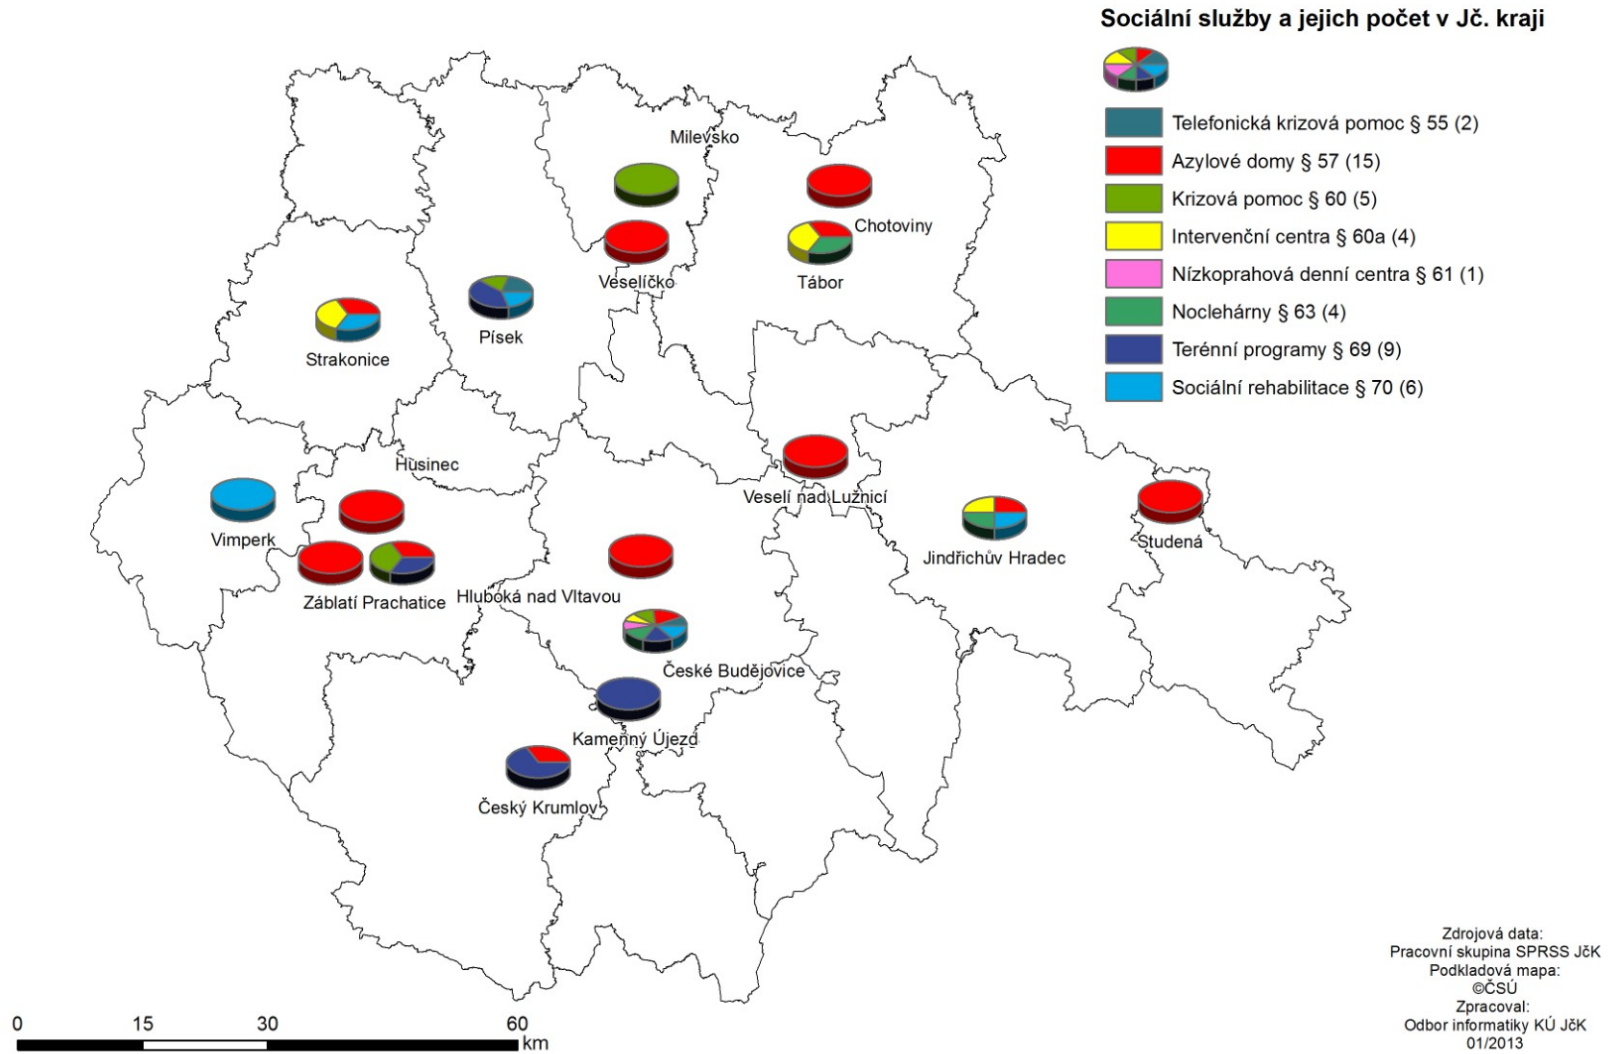 Sociální služby a jejich počet v Jč. kraji
Telefonická krizová pomoc § 55 (2)
Azylové domy § 57 (15)
Krizová pomoc § 60 (5)
Intervenční centra § 60a (4)
Nízkoprahová denní centra § 61 (1)
Noclehárny § 63 (4)
Terénní programy § 69 (9)
Sociální rehabilitace § 70 (6)
Milevsko
Chotoviny
Veselíčko
Tábor
Písek
Strakonice
Husinec
Veselí nad Lužnicí
Vimperk
Studená
Jindřichův Hradec
Záblatí Prachatice
Hluboká nad Vltavou
České Budějovice
Kamenný Újezd
Český Krumlov
Zdrojová data:
Pracovní skupina SPRSS JčK
Podkladová mapa:
©ČSÚ
Zpracoval:
Odbor informatiky KÚ JčK
01/2013
0 15 30 60
km